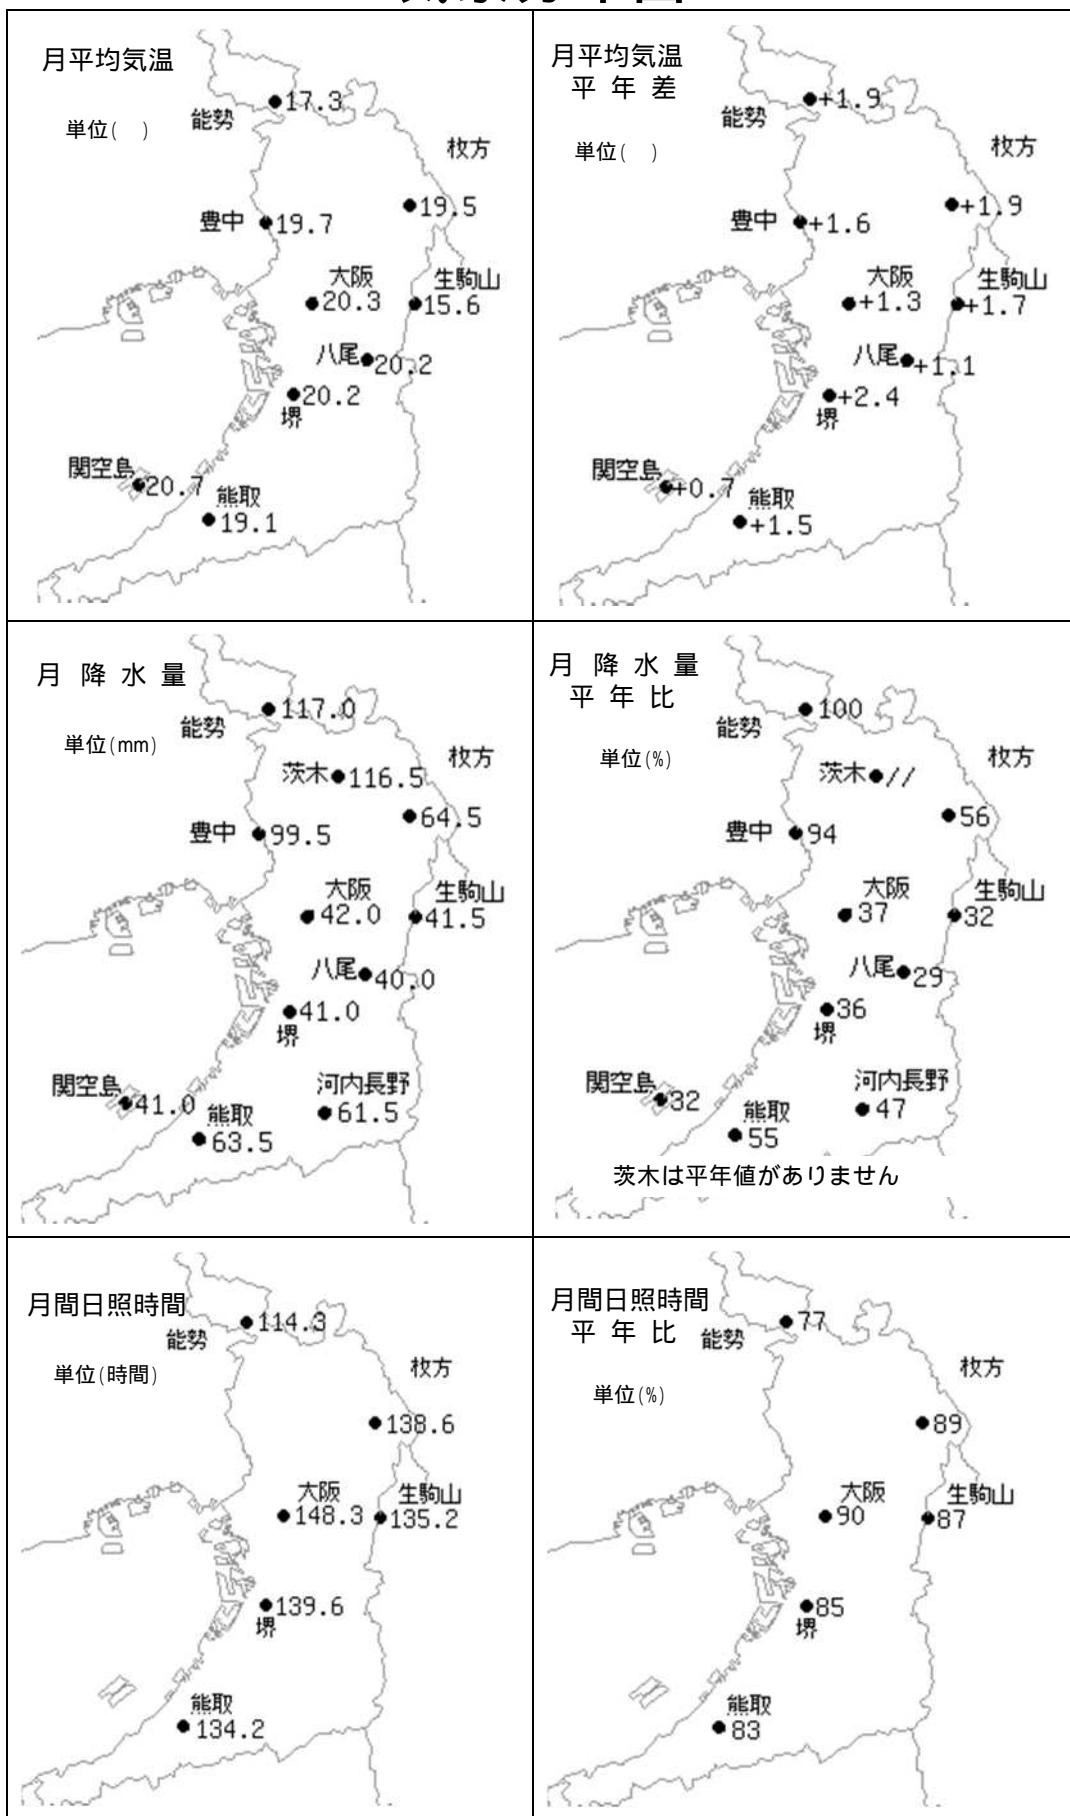 月平均気温
単位( )
能勢
17.3
枚方
19.5
豊中
19.7
大阪
20.3
生駒山
15.6
八尾
20.2
20.2
堺
関空島
20.7
熊取
19.1
月平均気温
平年差
単位( )
能勢
+1.9
枚方
+1.9
豊中
+1.6
大阪
+1.3
生駒山
+1.7
八尾
+1.1
+2.4
堺
関空島
+0.7
熊取
+1.5
月降水量
単位(mm)
能勢
117.0
茨木
116.5
枚方
64.5
豊中
99.5
大阪
42.0
生駒山
41.5
八尾
40.0
41.0
堺
関空島
41.0
河内長野
61.5
熊取
63.5
月降水量
平年比
単位(%)
能勢
100
茨木
//
枚方
56
豊中
94
大阪
37
生駒山
32
八尾
29
36
堺
関空島
32
河内長野
47
熊取
55
茨木は平年値がありません
月間日照時間
単位(時間)
能勢
114.3
枚方
138.6
大阪
148.3
生駒山
135.2
139.6
堺
熊取
134.2
月間日照時間
平年比
単位(%)
能勢
77
枚方
89
大阪
90
生駒山
87
85
堺
熊取
83